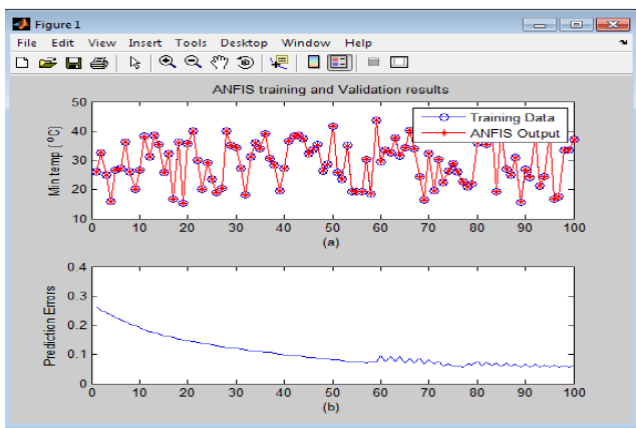 Figure 1
File Edit View Insert Tools Desktop Window Help
ANFIS training and Validation results
Min.temp (°C)
50
40
30
20
10
Training Data
ANFIS Output
0 10 20 30 40 50 60 70 80 90 100
(a)
Prediction Errors
0.4
0.3
0.2
0.1
0
0 10 20 30 40 50 60 70 80 90 100
(b)